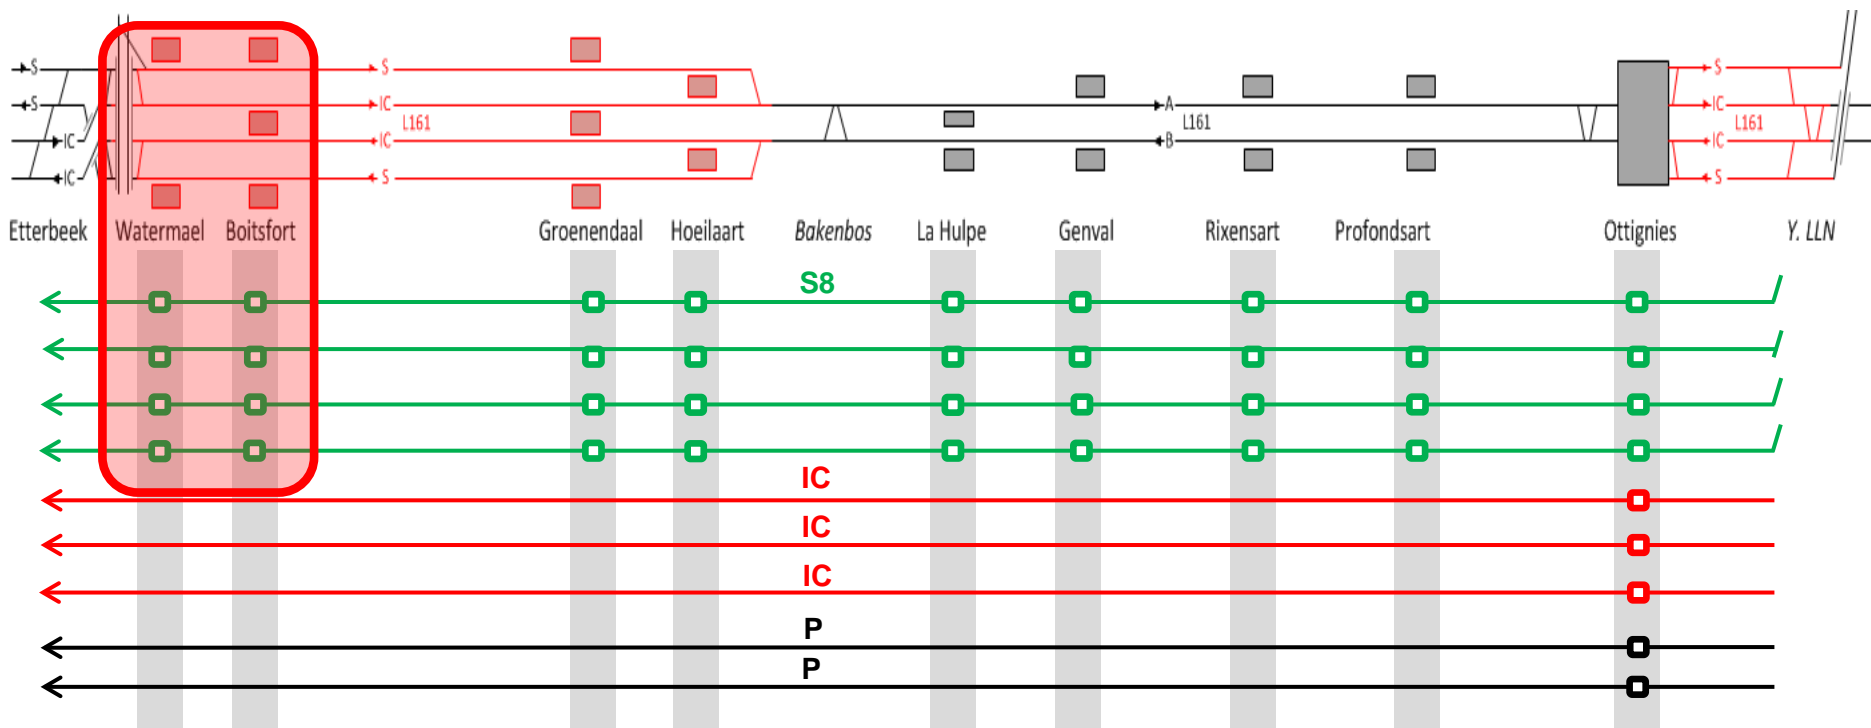 S S IC A S
S IC IC
L161 L161 L161
IC IC B IC
IC S S
Etterbeek Watermael Boitsfort Groenendaal Hoeilaart Bakenbos La Hulpe Genval Rixensart Profondsart Ottignies Y. LLN
S8
IC
IC
IC
P
P